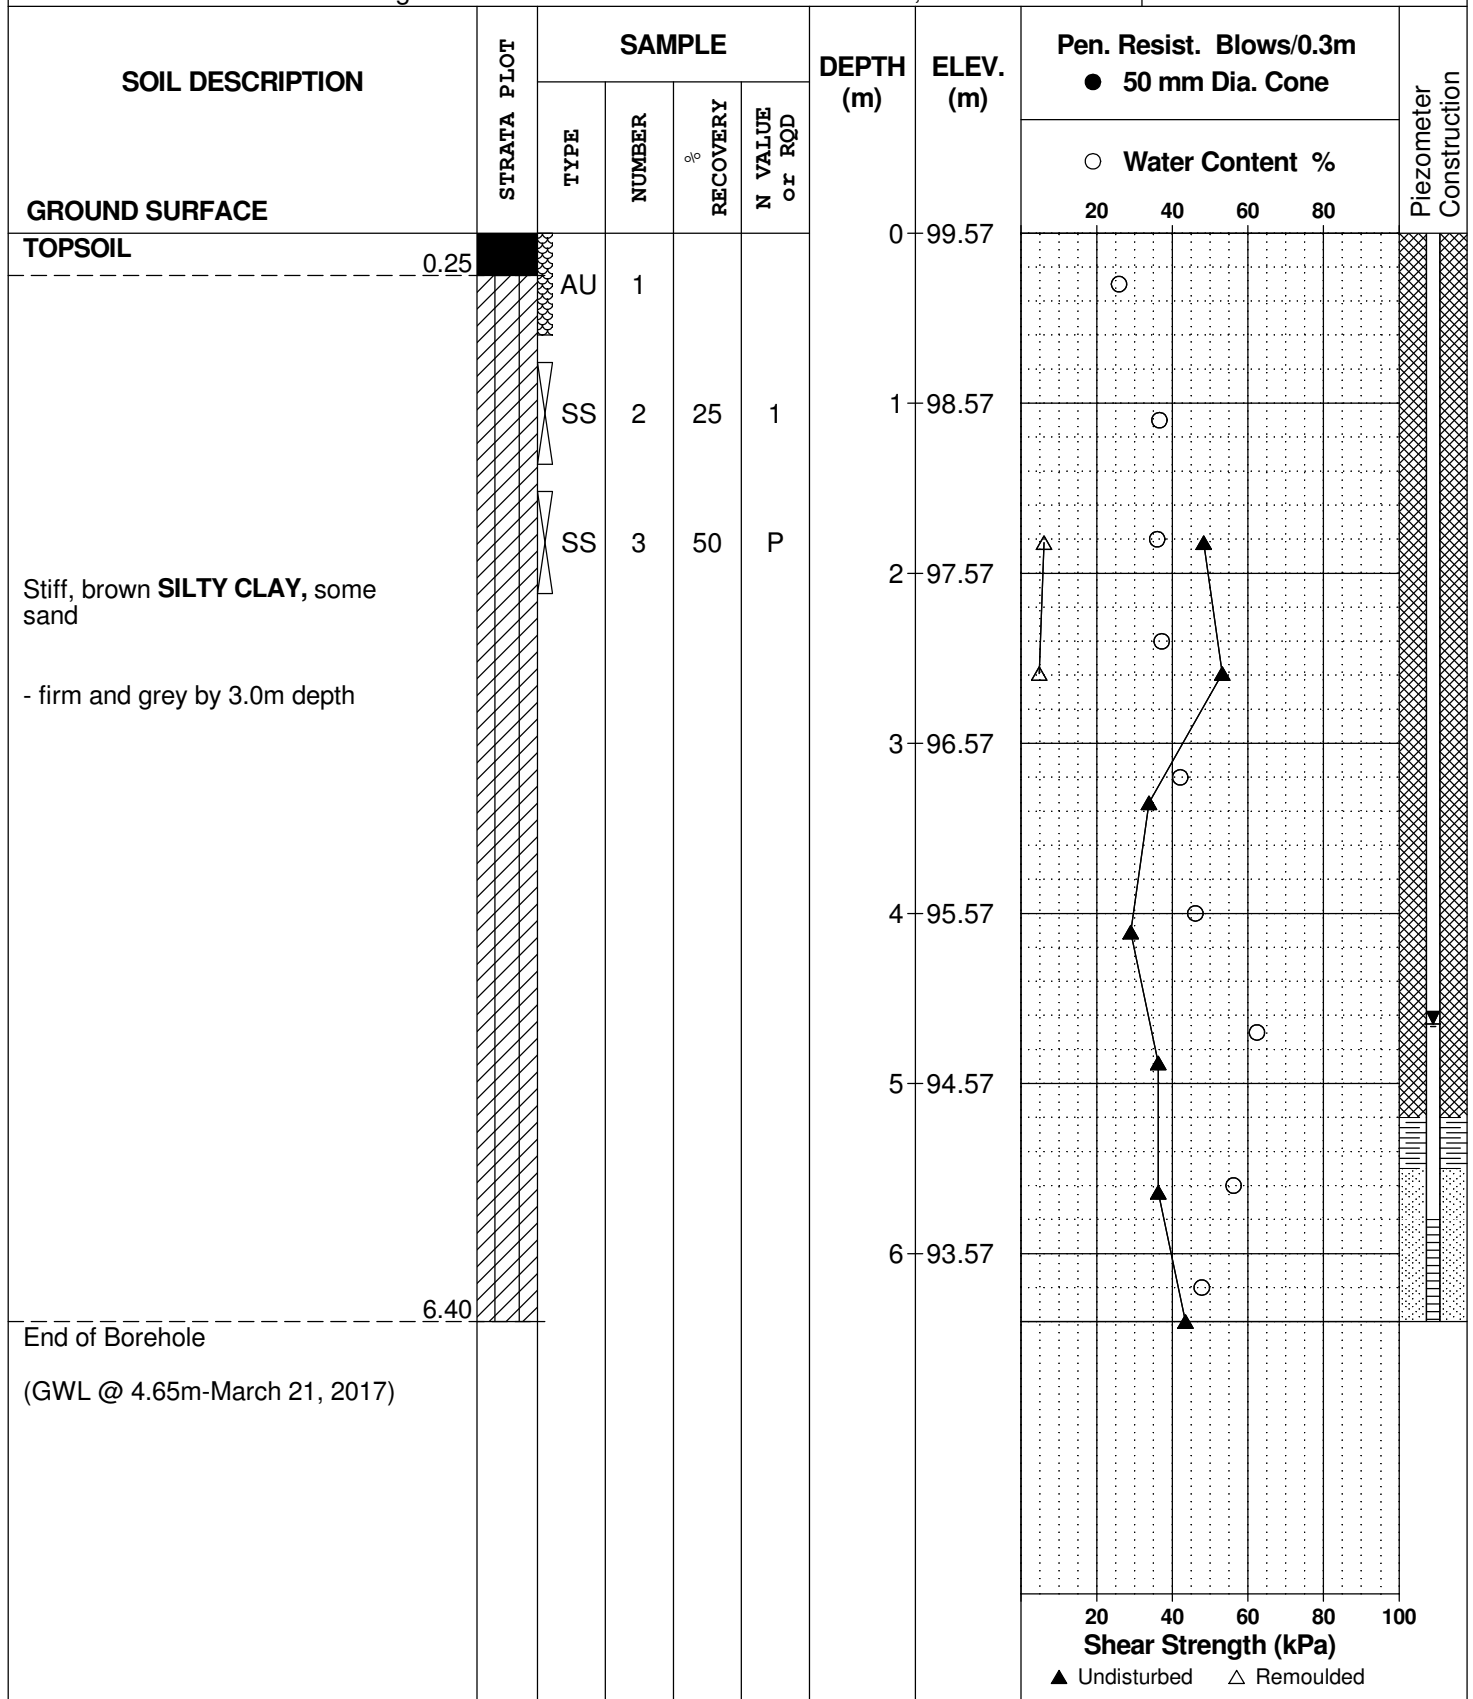 SOIL DESCRIPTION
GROUND SURFACE
STRATA PLOT
SAMPLE
TYPE
NUMBER
%
RECOVERY
N VALUE
or RQD
DEPTH
(m)
ELEV.
(m)
Pen. Resist. Blows/0.3m
● 50 mm Dia. Cone
○ Water Content %
20 40 60 80
Piezometer
Construction
TOPSOIL
0.25
AU 1
SS 2 25 1
SS 3 50 P
Stiff, brown SILTY CLAY, some
sand
- firm and grey by 3.0m depth
6.40
End of Borehole
(GWL @ 4.65m-March 21, 2017)
0 99.57
1 98.57
2 97.57
3 96.57
4 95.57
5 94.57
6 93.57
20 40 60 80 100
Shear Strength (kPa)
▲ Undisturbed △ Remoulded